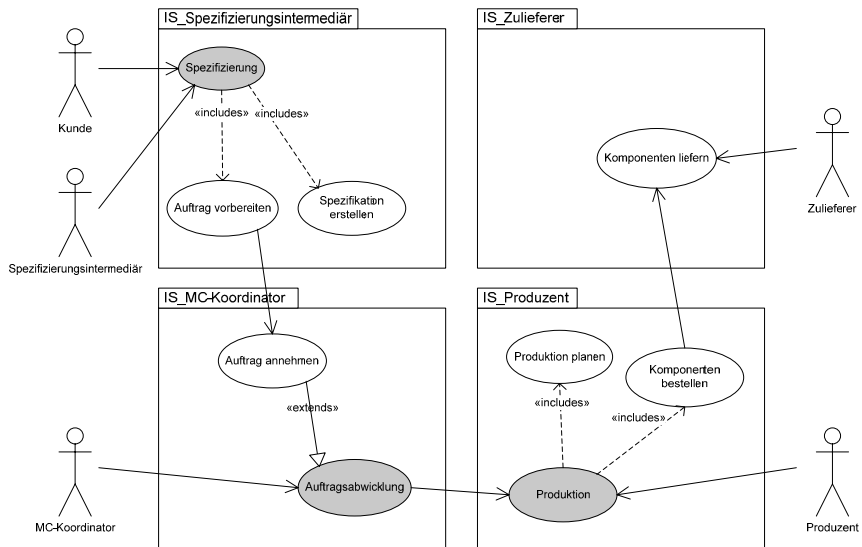 IS_Spezifizierungsintermediär
IS_Zulieferer
Kunde
Spezifizierung
«includes»
«includes»
Auftrag vorbereiten
Spezifikation
erstellen
Spezifizierungsintermediär
Komponenten liefern
Zulieferer
IS_MC-Koordinator
IS_Produzent
Auftrag annehmen
«extends»
Auftragsabwicklung
MC-Koordinator
Produktion planen
Komponenten
bestellen
«includes»
«includes»
Produktion
Produzent